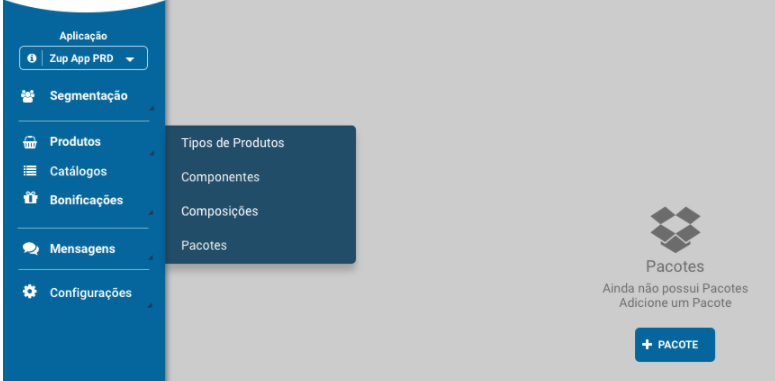 Aplicação
Zup App PRD
Segmentação
Produtos
Catálogos
Bonificações
Mensagens
Configurações
Tipos de Produtos
Componentes
Composições
Pacotes
Pacotes
Ainda não possui Pacotes
Adicione um Pacote
+ PACOTE